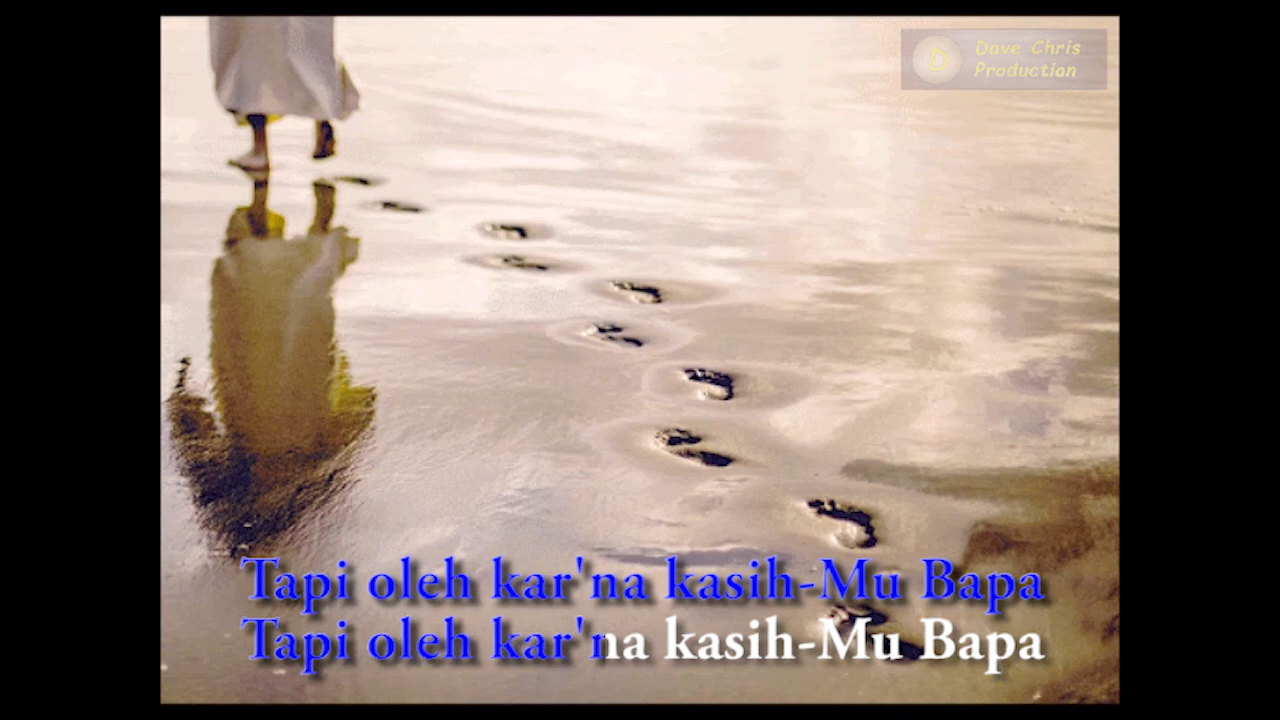 Dave Chris
Production
Tapi oleh kar'na kasih-Mu Bapa
Tapi oleh kar'na kasih-Mu Bapa